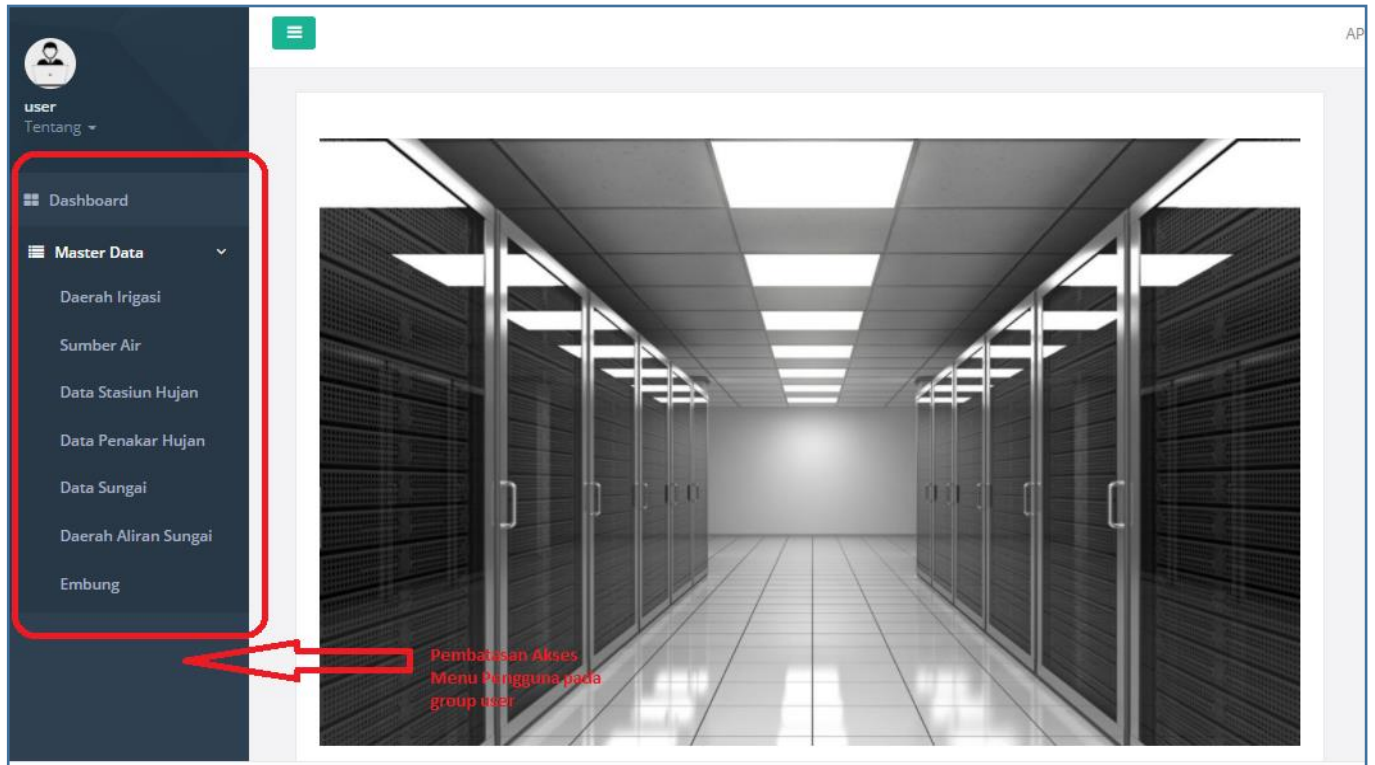 AP
user
Tentang
Dashboard
Master Data
Daerah Irigasi
Sumber Air
Data Stasiun Hujan
Data Penakar Hujan
Data Sungai
Daerah Aliran Sungai
Embung
Pembatasan Akses
Menu Pengguna pada
group user